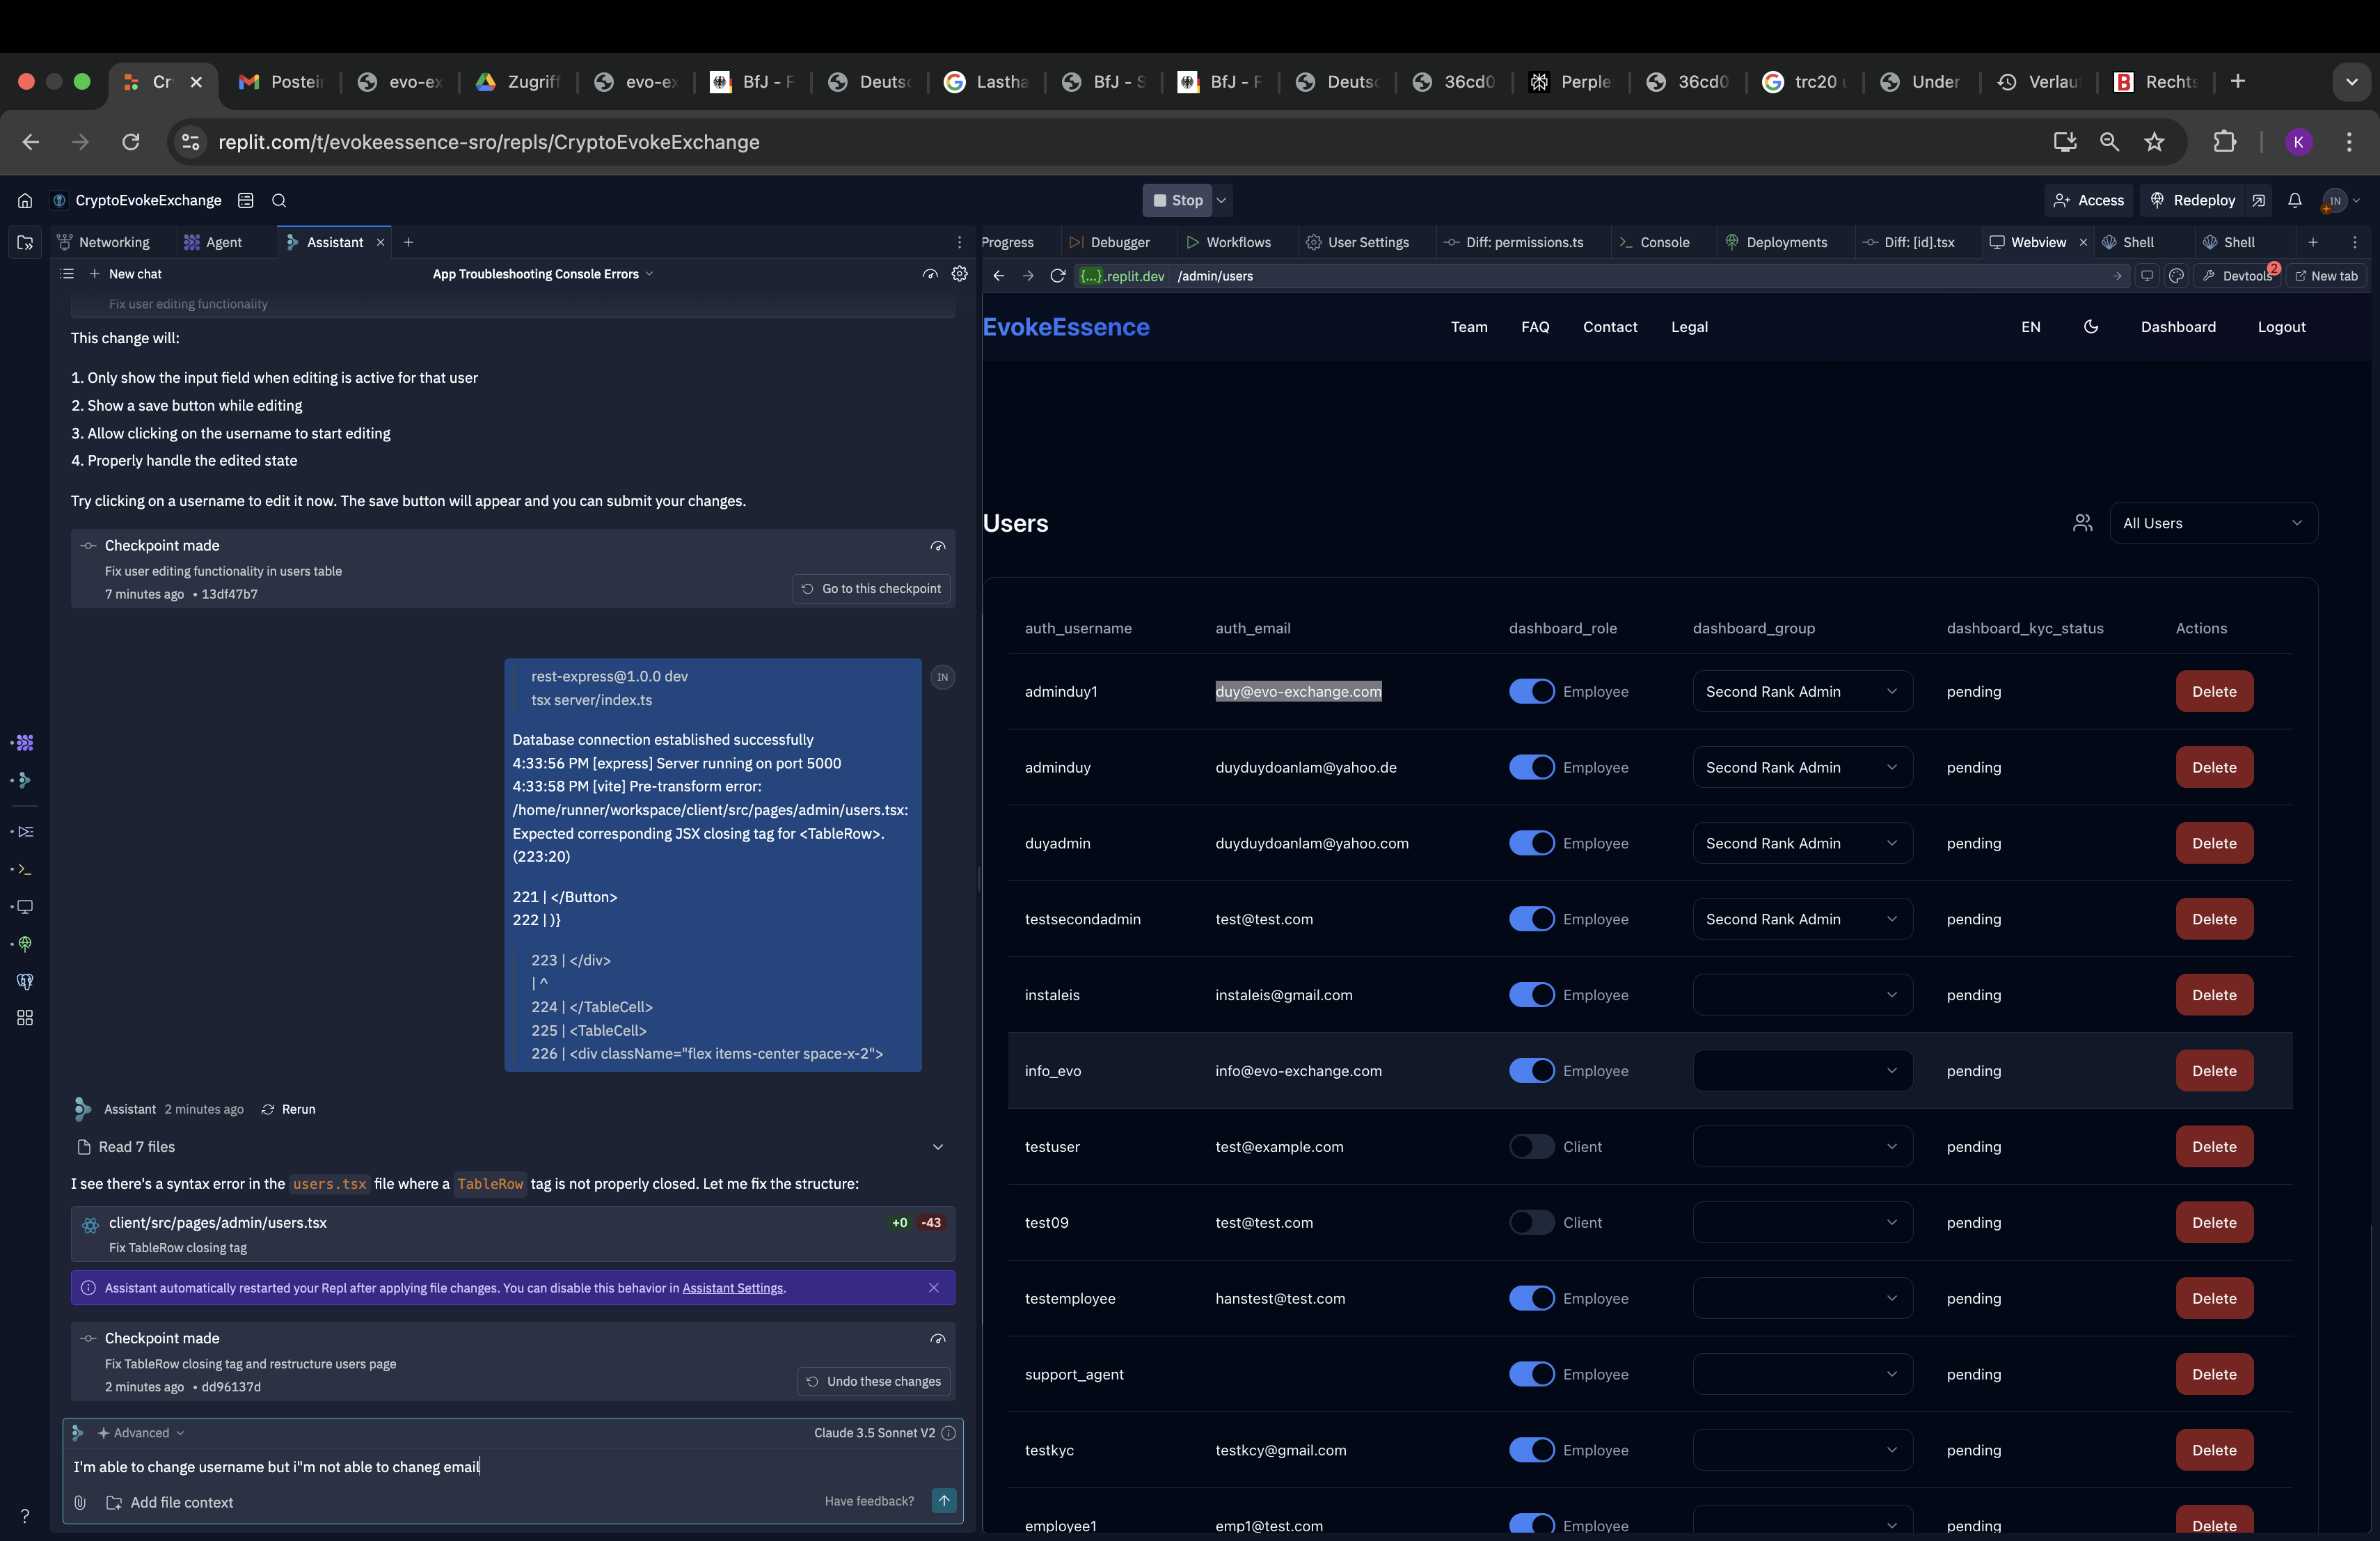 Cr
Postein
evo-ex
Zugriff
evo-ex
BfJ - F
Deutsc
Lastha
BfJ - S
BfJ - F
Deutsc
36cd0
Perple
36cd0
trc20 u
Under
Verlau
Rechts
replit.com/t/evokeessence-sro/repls/CryptoEvokeExchange
K
CryptoEvokeExchange
Stop
Access
Redeploy
IN
Networking
Agent
Assistant
Progress
Debugger
Workflows
User Settings
Diff: permissions.ts
Console
Deployments
Diff: [id].tsx
Webview
Shell
Shell
New chat
App Troubleshooting Console Errors
{...}.replit.dev
/admin/users
Devtools
2
New tab
Fix user editing functionality
This change will:
1. Only show the input field when editing is active for that user
2. Show a save button while editing
3. Allow clicking on the username to start editing
4. Properly handle the edited state
Try clicking on a username to edit it now. The save button will appear and you can submit your changes.
Checkpoint made
Fix user editing functionality in users table
7 minutes ago • 13df47b7
Go to this checkpoint
IN
rest-express@1.0.0 dev
tsx server/index.ts
Database connection established successfully
4:33:56 PM [express] Server running on port 5000
4:33:58 PM [vite] Pre-transform error:
/home/runner/workspace/client/src/pages/admin/users.tsx:
Expected corresponding JSX closing tag for <TableRow>.
(223:20)
221 | </Button>
222 | )}
223 | </div>
| ^
224 | </TableCell>
225 | <TableCell>
226 | <div className="flex items-center space-x-2">
Assistant 2 minutes ago Rerun
Read 7 files
I see there's a syntax error in the users.tsx file where a TableRow tag is not properly closed. Let me fix the structure:
client/src/pages/admin/users.tsx
+0 -43
Fix TableRow closing tag
Assistant automatically restarted your Repl after applying file changes. You can disable this behavior in Assistant Settings.
Checkpoint made
Fix TableRow closing tag and restructure users page
2 minutes ago • dd96137d
Undo these changes
Advanced
Claude 3.5 Sonnet V2
I'm able to change username but i"m not able to chaneg email
Add file context
Have feedback?
?
EvokeEssence
Team
FAQ
Contact
Legal
EN
Dashboard
Logout
Users
All Users
auth_username auth_email dashboard_role dashboard_group dashboard_kyc_status Actions
adminduy1 duy@evo-exchange.com Employee Second Rank Admin pending Delete
adminduy duyduydoanlam@yahoo.de Employee Second Rank Admin pending Delete
duyadmin duyduydoanlam@yahoo.com Employee Second Rank Admin pending Delete
testsecondadmin test@test.com Employee Second Rank Admin pending Delete
instaleis instaleis@gmail.com Employee pending Delete
info_evo info@evo-exchange.com Employee pending Delete
testuser test@example.com Client pending Delete
test09 test@test.com Client pending Delete
testemployee hanstest@test.com Employee pending Delete
support_agent Employee pending Delete
testkyc testkcy@gmail.com Employee pending Delete
employee1 emp1@test.com Employee pending Delete